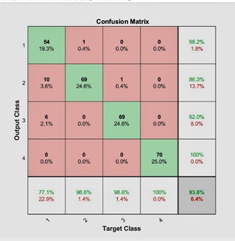 Confusion Matrix
1 54 1 0 0 98.2%
19.3% 0.4% 0.0% 0.0% 1.8%
2 10 69 1 0 86.3%
3.6% 24.6% 0.4% 0.0% 13.7%
3 6 0 69 0 92.0%
2.1% 0.0% 24.6% 0.0% 8.0%
4 0 0 0 70 100%
0.0% 0.0% 0.0% 25.0% 0.0%
77.1% 98.6% 98.6% 100% 93.6%
22.9% 1.4% 1.4% 0.0% 6.4%
1 2 3 4
Target Class
Output Class